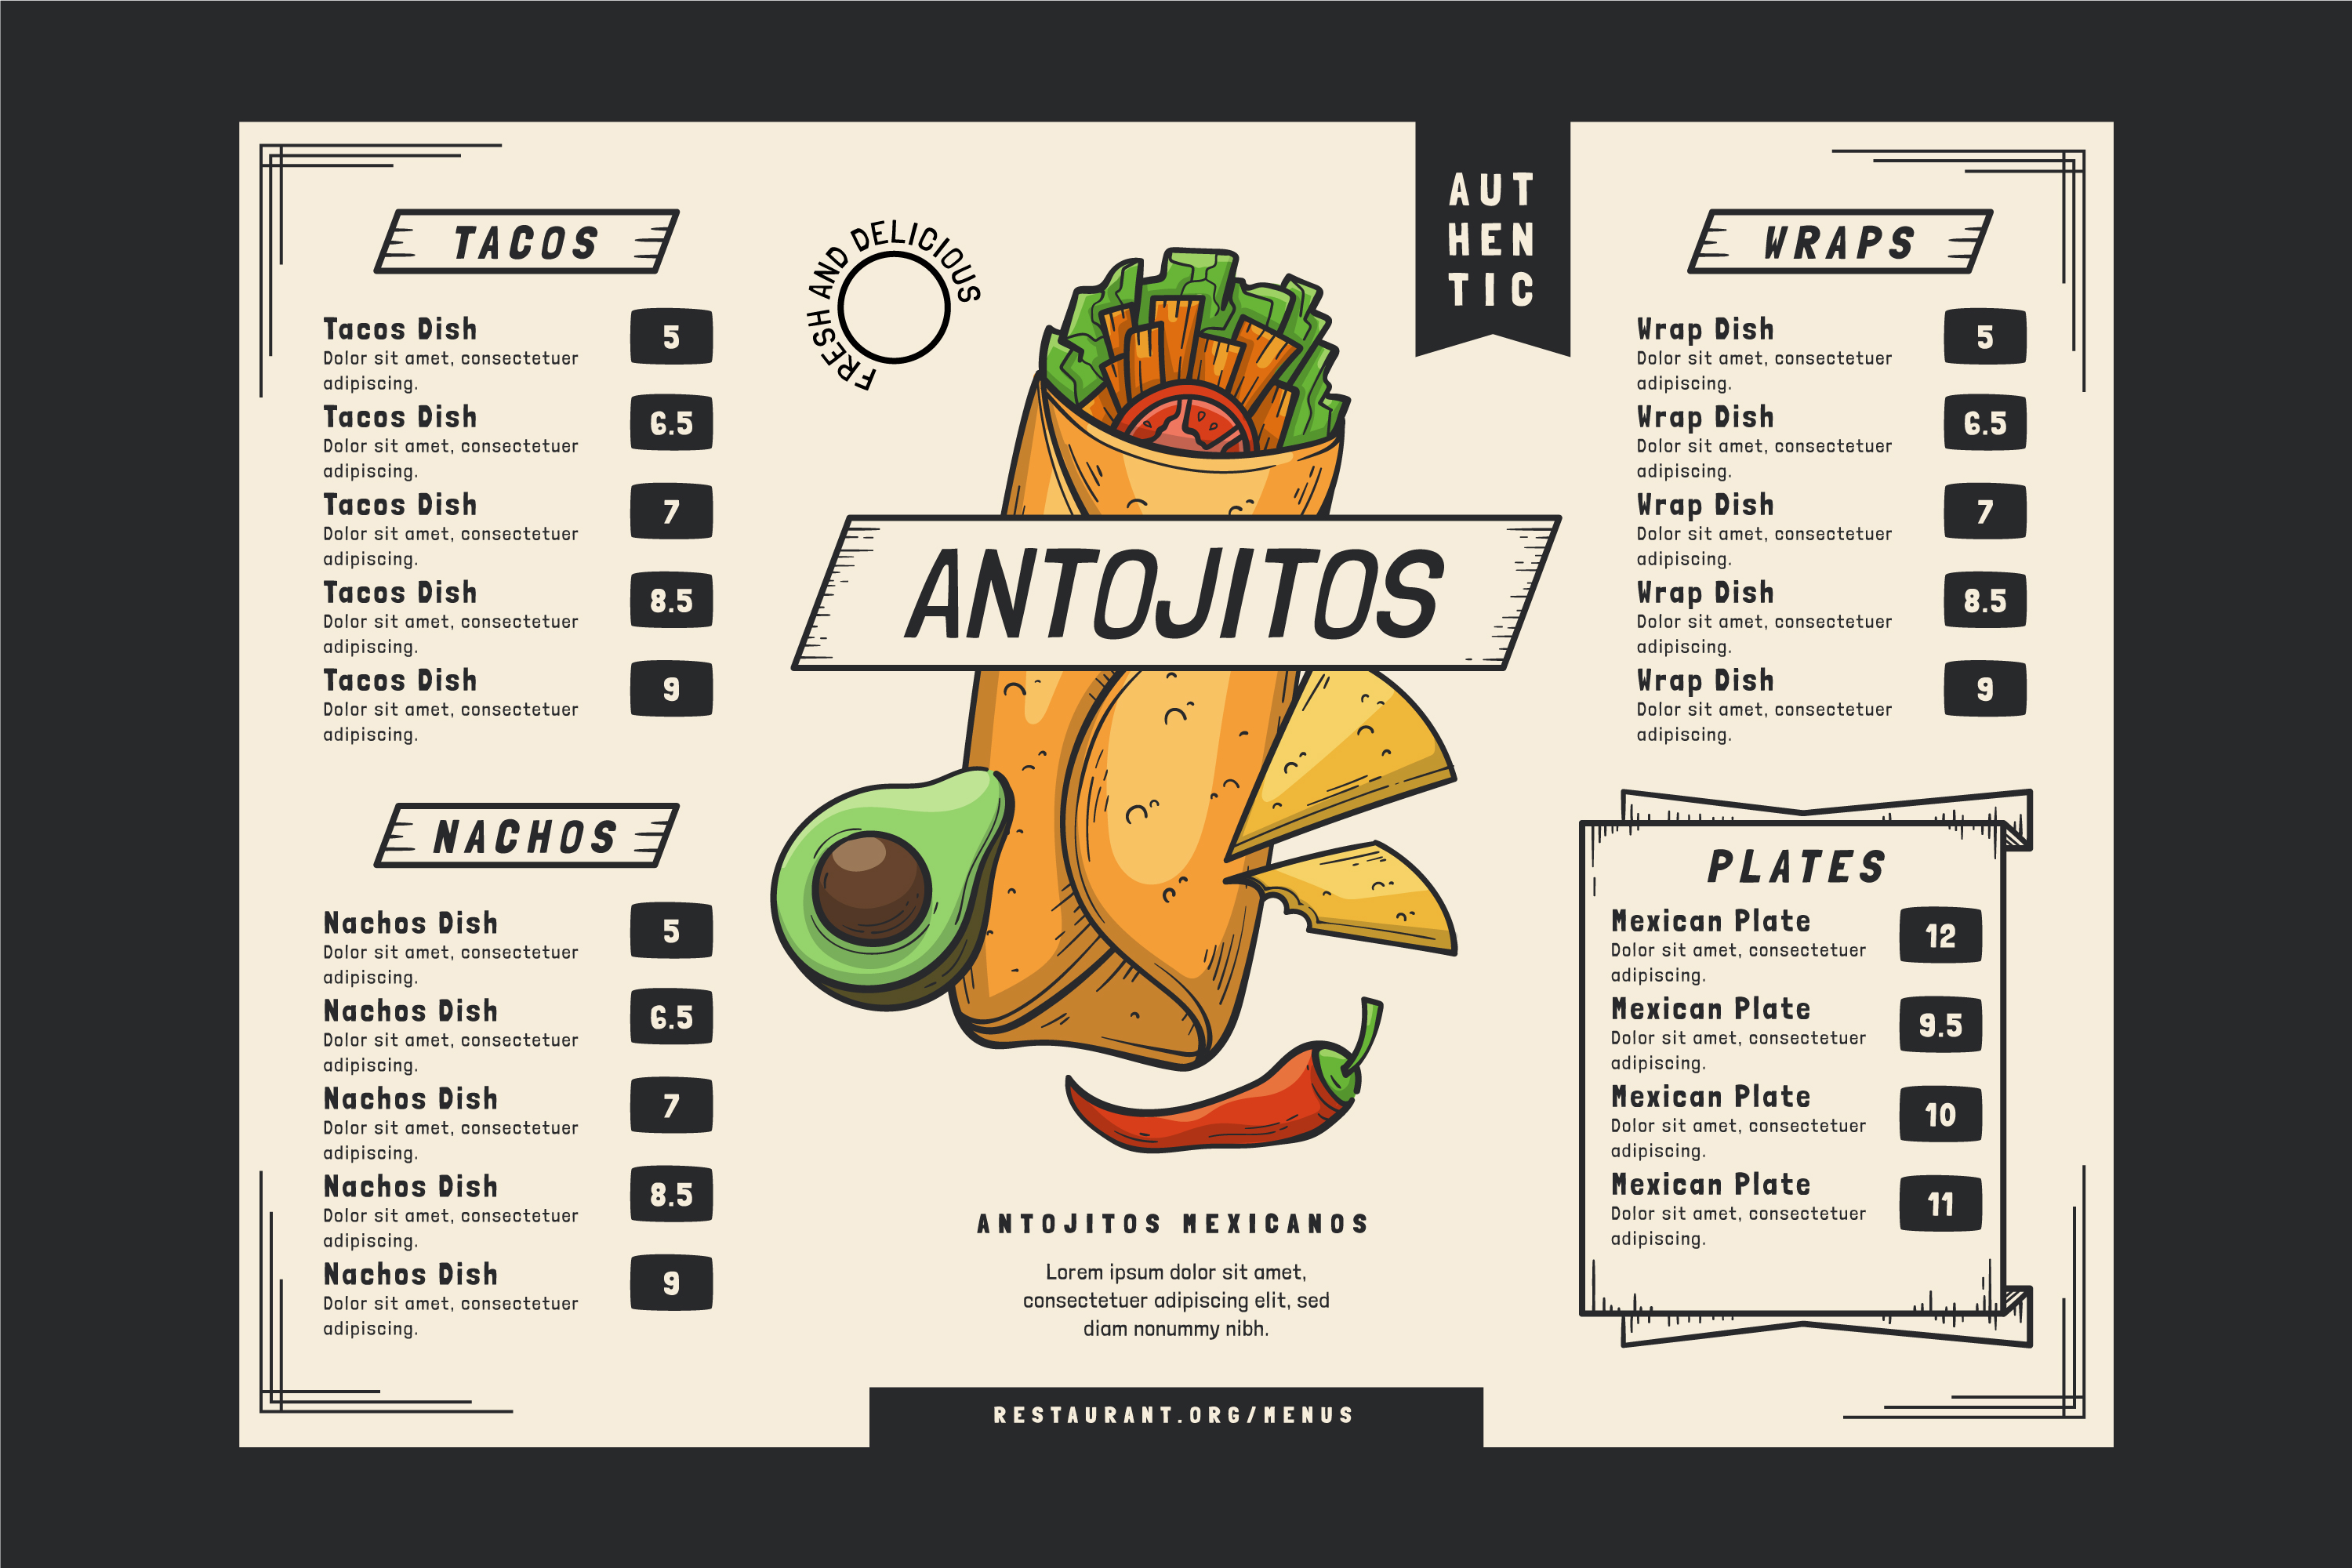 TACOS
Tacos Dish
5
Dolor sit amet, consectetuer
adipiscing.
Tacos Dish
6.5
Dolor sit amet, consectetuer
adipiscing.
Tacos Dish
7
Dolor sit amet, consectetuer
adipiscing.
Tacos Dish
8.5
Dolor sit amet, consectetuer
adipiscing.
Tacos Dish
9
Dolor sit amet, consectetuer
adipiscing.
NACHOS
Nachos Dish
5
Dolor sit amet, consectetuer
adipiscing.
Nachos Dish
6.5
Dolor sit amet, consectetuer
adipiscing.
Nachos Dish
7
Dolor sit amet, consectetuer
adipiscing.
Nachos Dish
8.5
Dolor sit amet, consectetuer
adipiscing.
Nachos Dish
9
Dolor sit amet, consectetuer
adipiscing.
FRESH AND DELICIOUS
AUT
HEN
TIC
ANTOJITOS
ANTOJITOS MEXICANOS
Lorem ipsum dolor sit amet,
consectetuer adipiscing elit, sed
diam nonummy nibh.
RESTAURANT.ORG/MENUS
WRAPS
Wrap Dish
5
Dolor sit amet, consectetuer
adipiscing.
Wrap Dish
6.5
Dolor sit amet, consectetuer
adipiscing.
Wrap Dish
7
Dolor sit amet, consectetuer
adipiscing.
Wrap Dish
8.5
Dolor sit amet, consectetuer
adipiscing.
Wrap Dish
9
Dolor sit amet, consectetuer
adipiscing.
PLATES
Mexican Plate
12
Dolor sit amet, consectetuer
adipiscing.
Mexican Plate
9.5
Dolor sit amet, consectetuer
adipiscing.
Mexican Plate
10
Dolor sit amet, consectetuer
adipiscing.
Mexican Plate
11
Dolor sit amet, consectetuer
adipiscing.